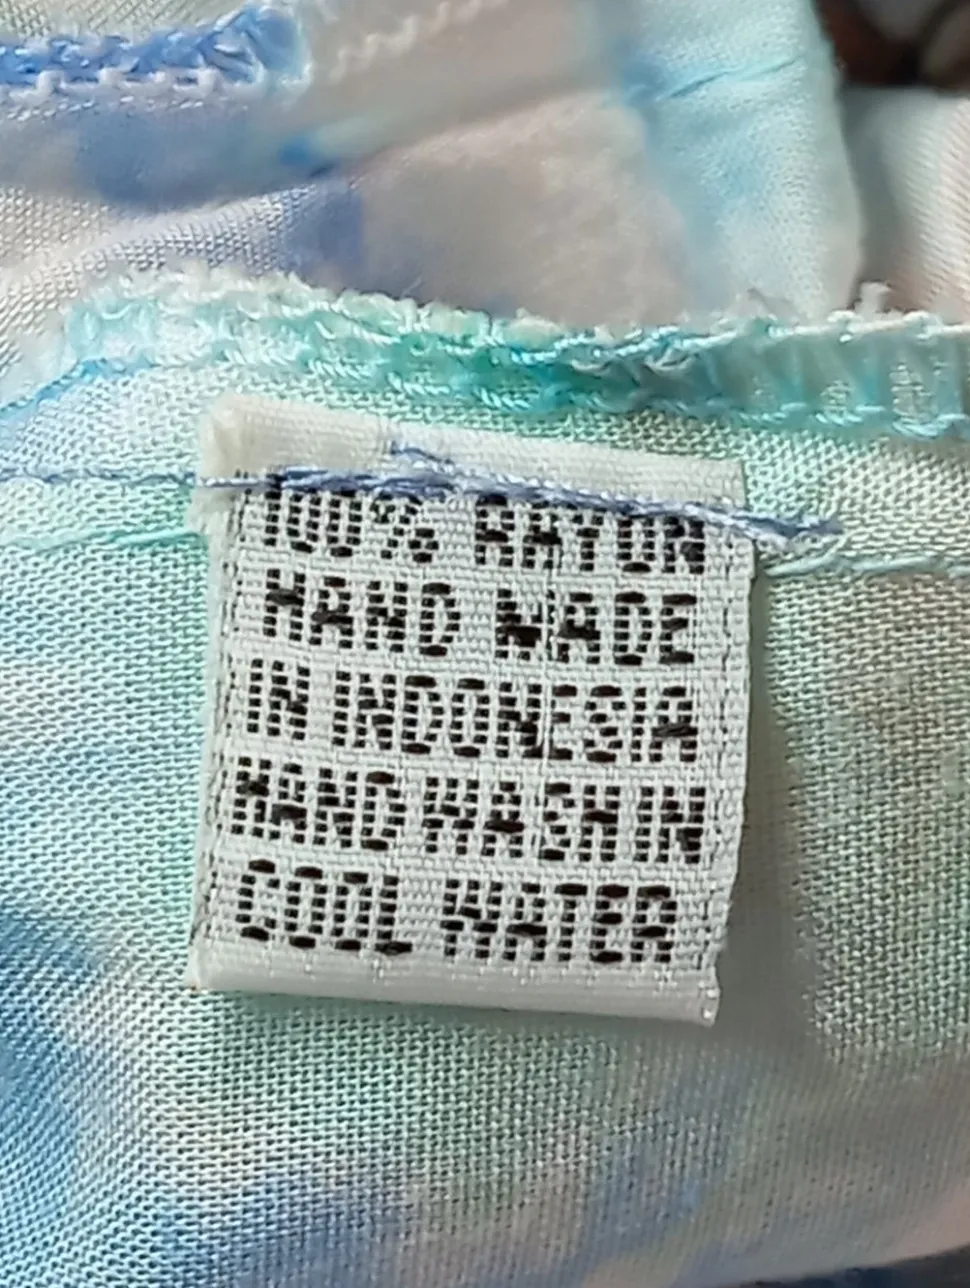 100% RAYON
HAND MADE
IN INDONESIA
HAND WASH IN
COOL WATER